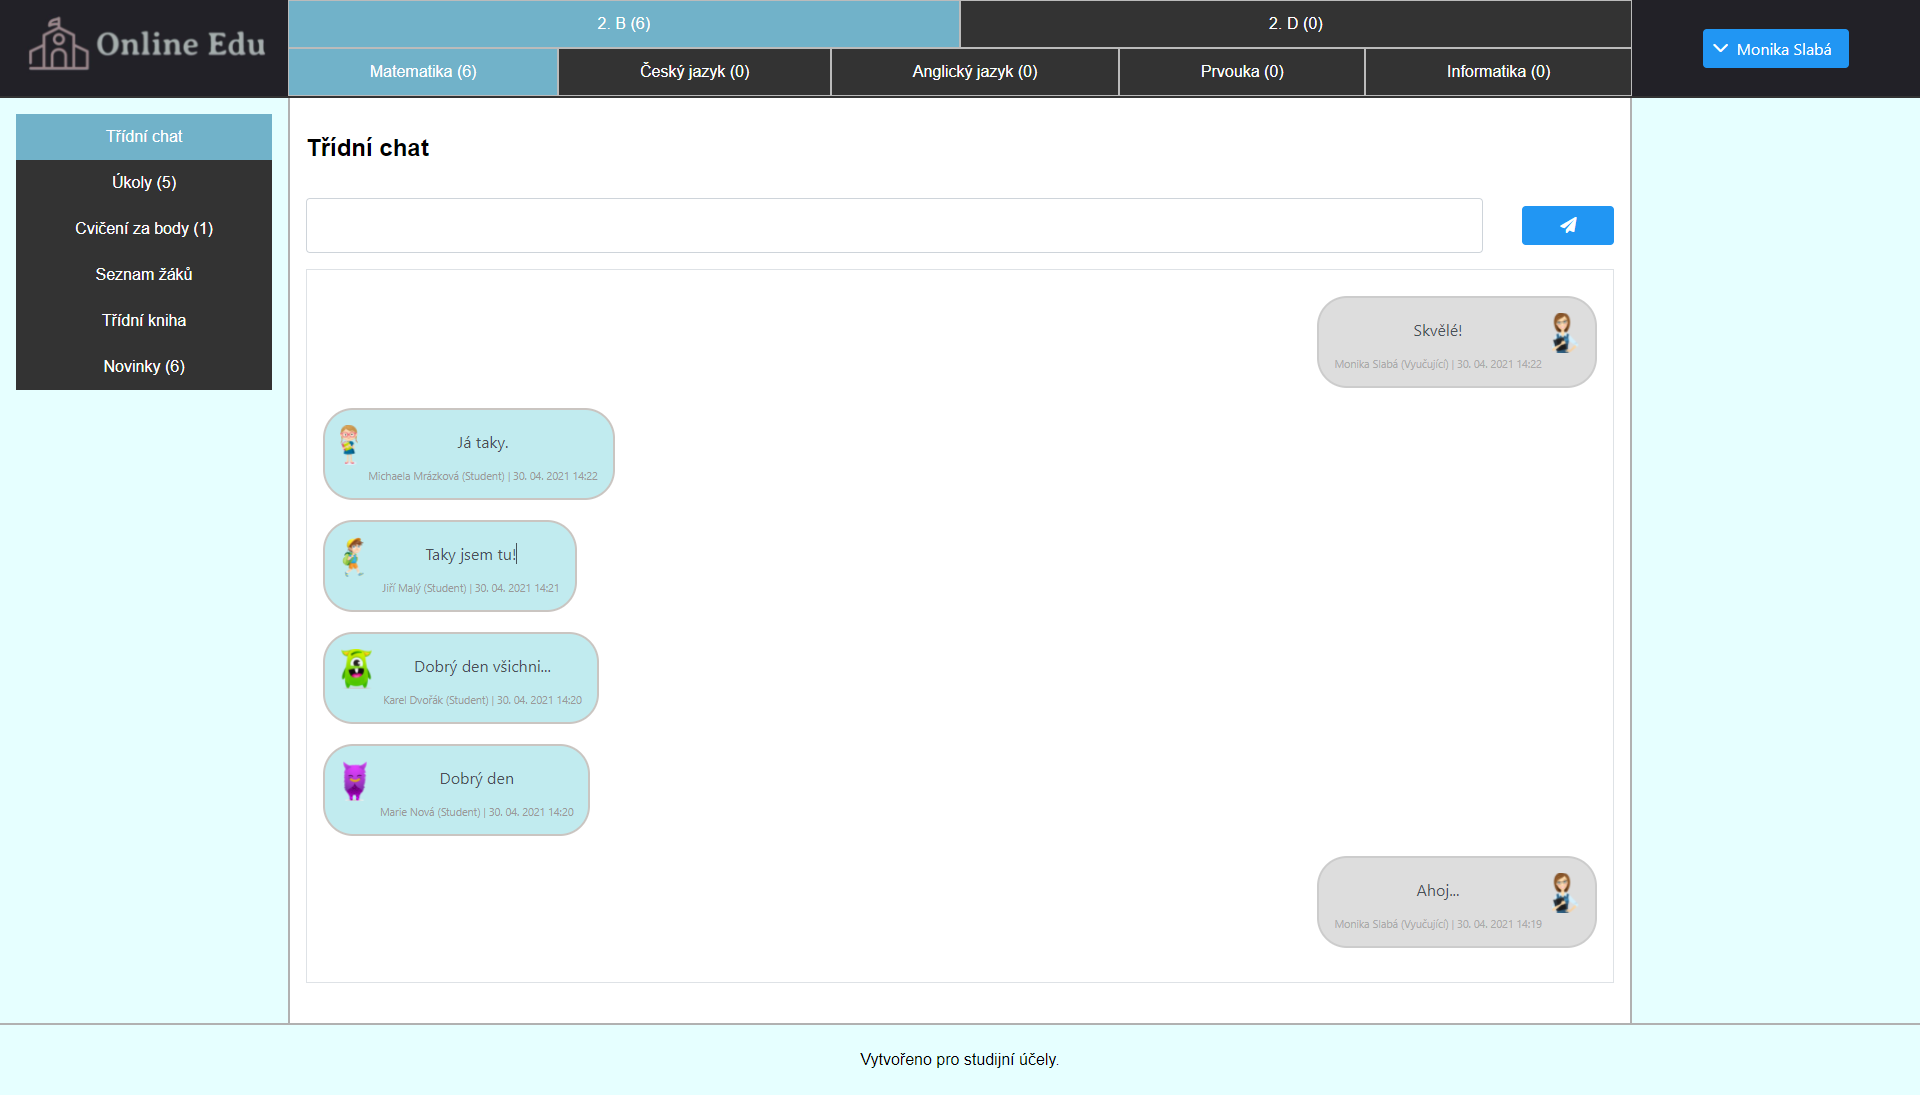 Online Edu
2. B (6)
2. D (0)
Matematika (6)
Český jazyk (0)
Anglický jazyk (0)
Prvouka (0)
Informatika (0)
Monika Slabá
Třídní chat
Úkoly (5)
Cvičení za body (1)
Seznam žáků
Třídní kniha
Novinky (6)
Třídní chat
Skvělé!
Monika Slabá (Vyučující) | 30. 04. 2021 14:22
Já taky.
Michaela Mrázková (Student) | 30. 04. 2021 14:22
Taky jsem tu!
Jiří Malý (Student) | 30. 04. 2021 14:21
Dobrý den všichni...
Karel Dvořák (Student) | 30. 04. 2021 14:20
Dobrý den
Marie Nová (Student) | 30. 04. 2021 14:20
Ahoj...
Monika Slabá (Vyučující) | 30. 04. 2021 14:19
Vytvořeno pro studijní účely.